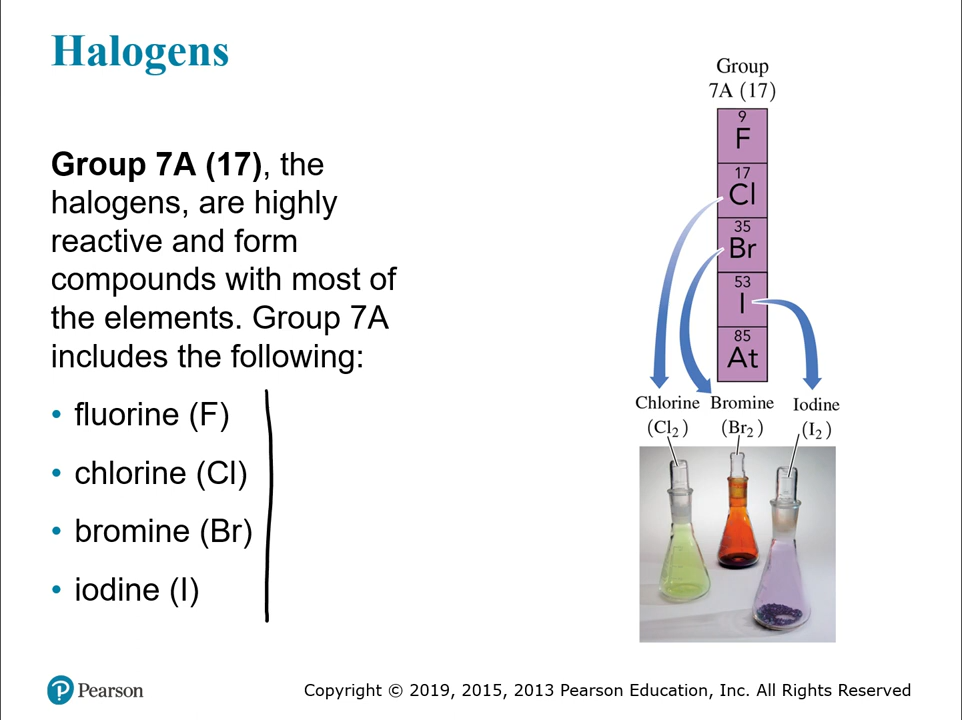 Halogens
Group 7A (17), the
halogens, are highly
reactive and form
compounds with most of
the elements. Group 7A
includes the following:
• fluorine (F)
• chlorine (Cl)
• bromine (Br)
• iodine (I)
Group
7A (17)
9
F
17
Cl
35
Br
53
I
85
At
Chlorine Bromine Iodine
(Cl₂) (Br₂) (I₂)
Pearson
Copyright © 2019, 2015, 2013 Pearson Education, Inc. All Rights Reserved